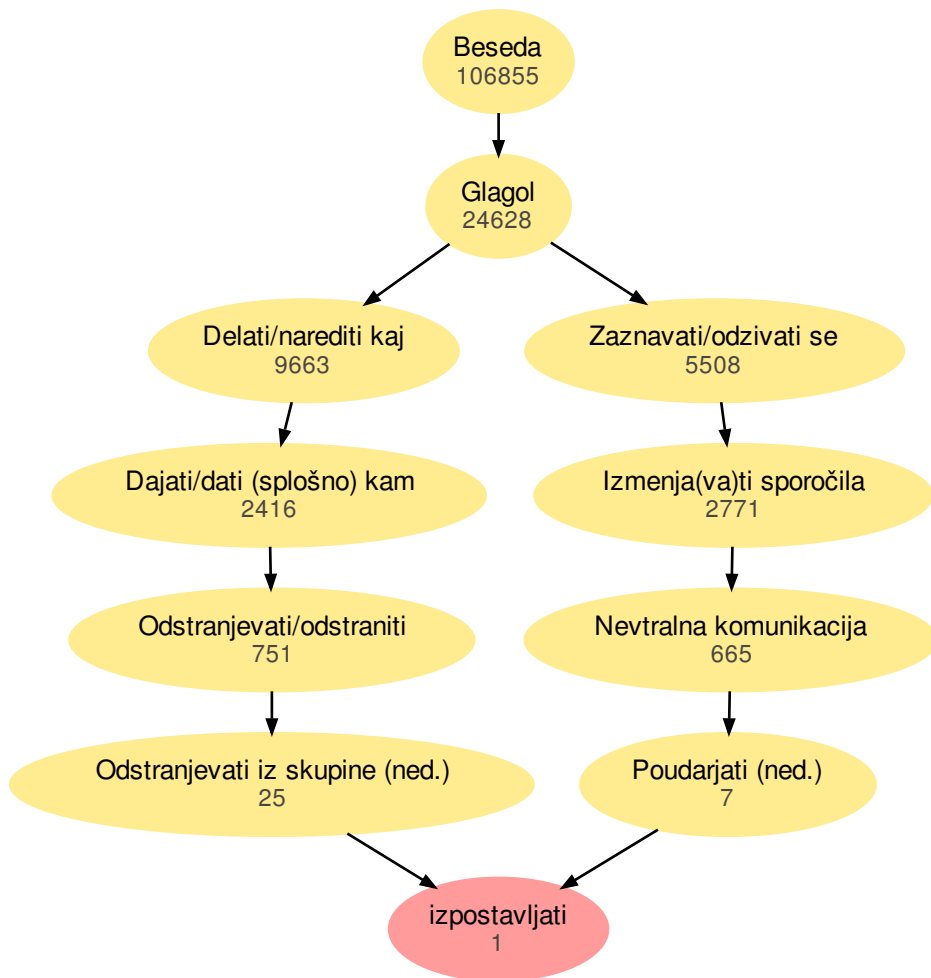 Beseda
106855
Glagol
24628
Delati/narediti kaj
9663
Zaznavati/odzivati se
5508
Dajati/dati (splošno) kam
2416
Izmenja(va)ti sporočila
2771
Odstranjevati/odstraniti
751
Nevtralna komunikacija
665
Odstranjevati iz skupine (ned.)
25
Poudarjati (ned.)
7
izpostavljati
1